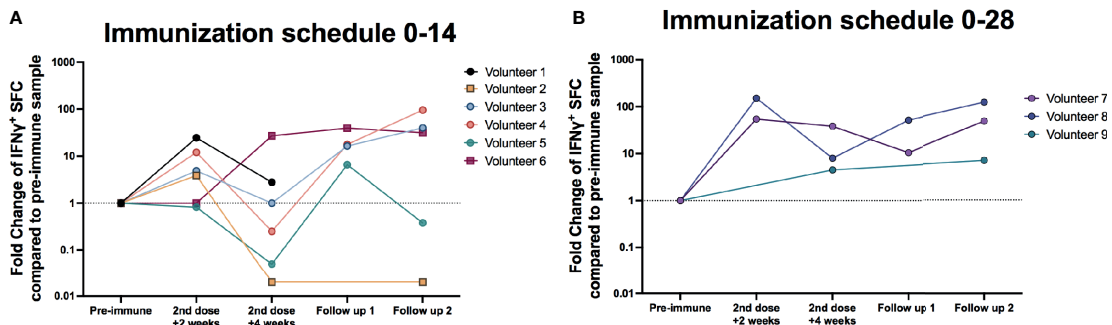 A
Immunization schedule 0-14
Fold Change of IFNγ+ SFC
compared to pre-immune sample
1000
100
10
1
0.1
0.01
Pre-immune
2nd dose
+2 weeks
2nd dose
+4 weeks
Follow up 1
Follow up 2
Volunteer 1
Volunteer 2
Volunteer 3
Volunteer 4
Volunteer 5
Volunteer 6
B
Immunization schedule 0-28
Fold Change of IFNγ+ SFC
compared to pre-immune sample
1000
100
10
1
0.1
0.01
Pre-immune
2nd dose
+2 weeks
2nd dose
+4 weeks
Follow up 1
Follow up 2
Volunteer 7
Volunteer 8
Volunteer 9